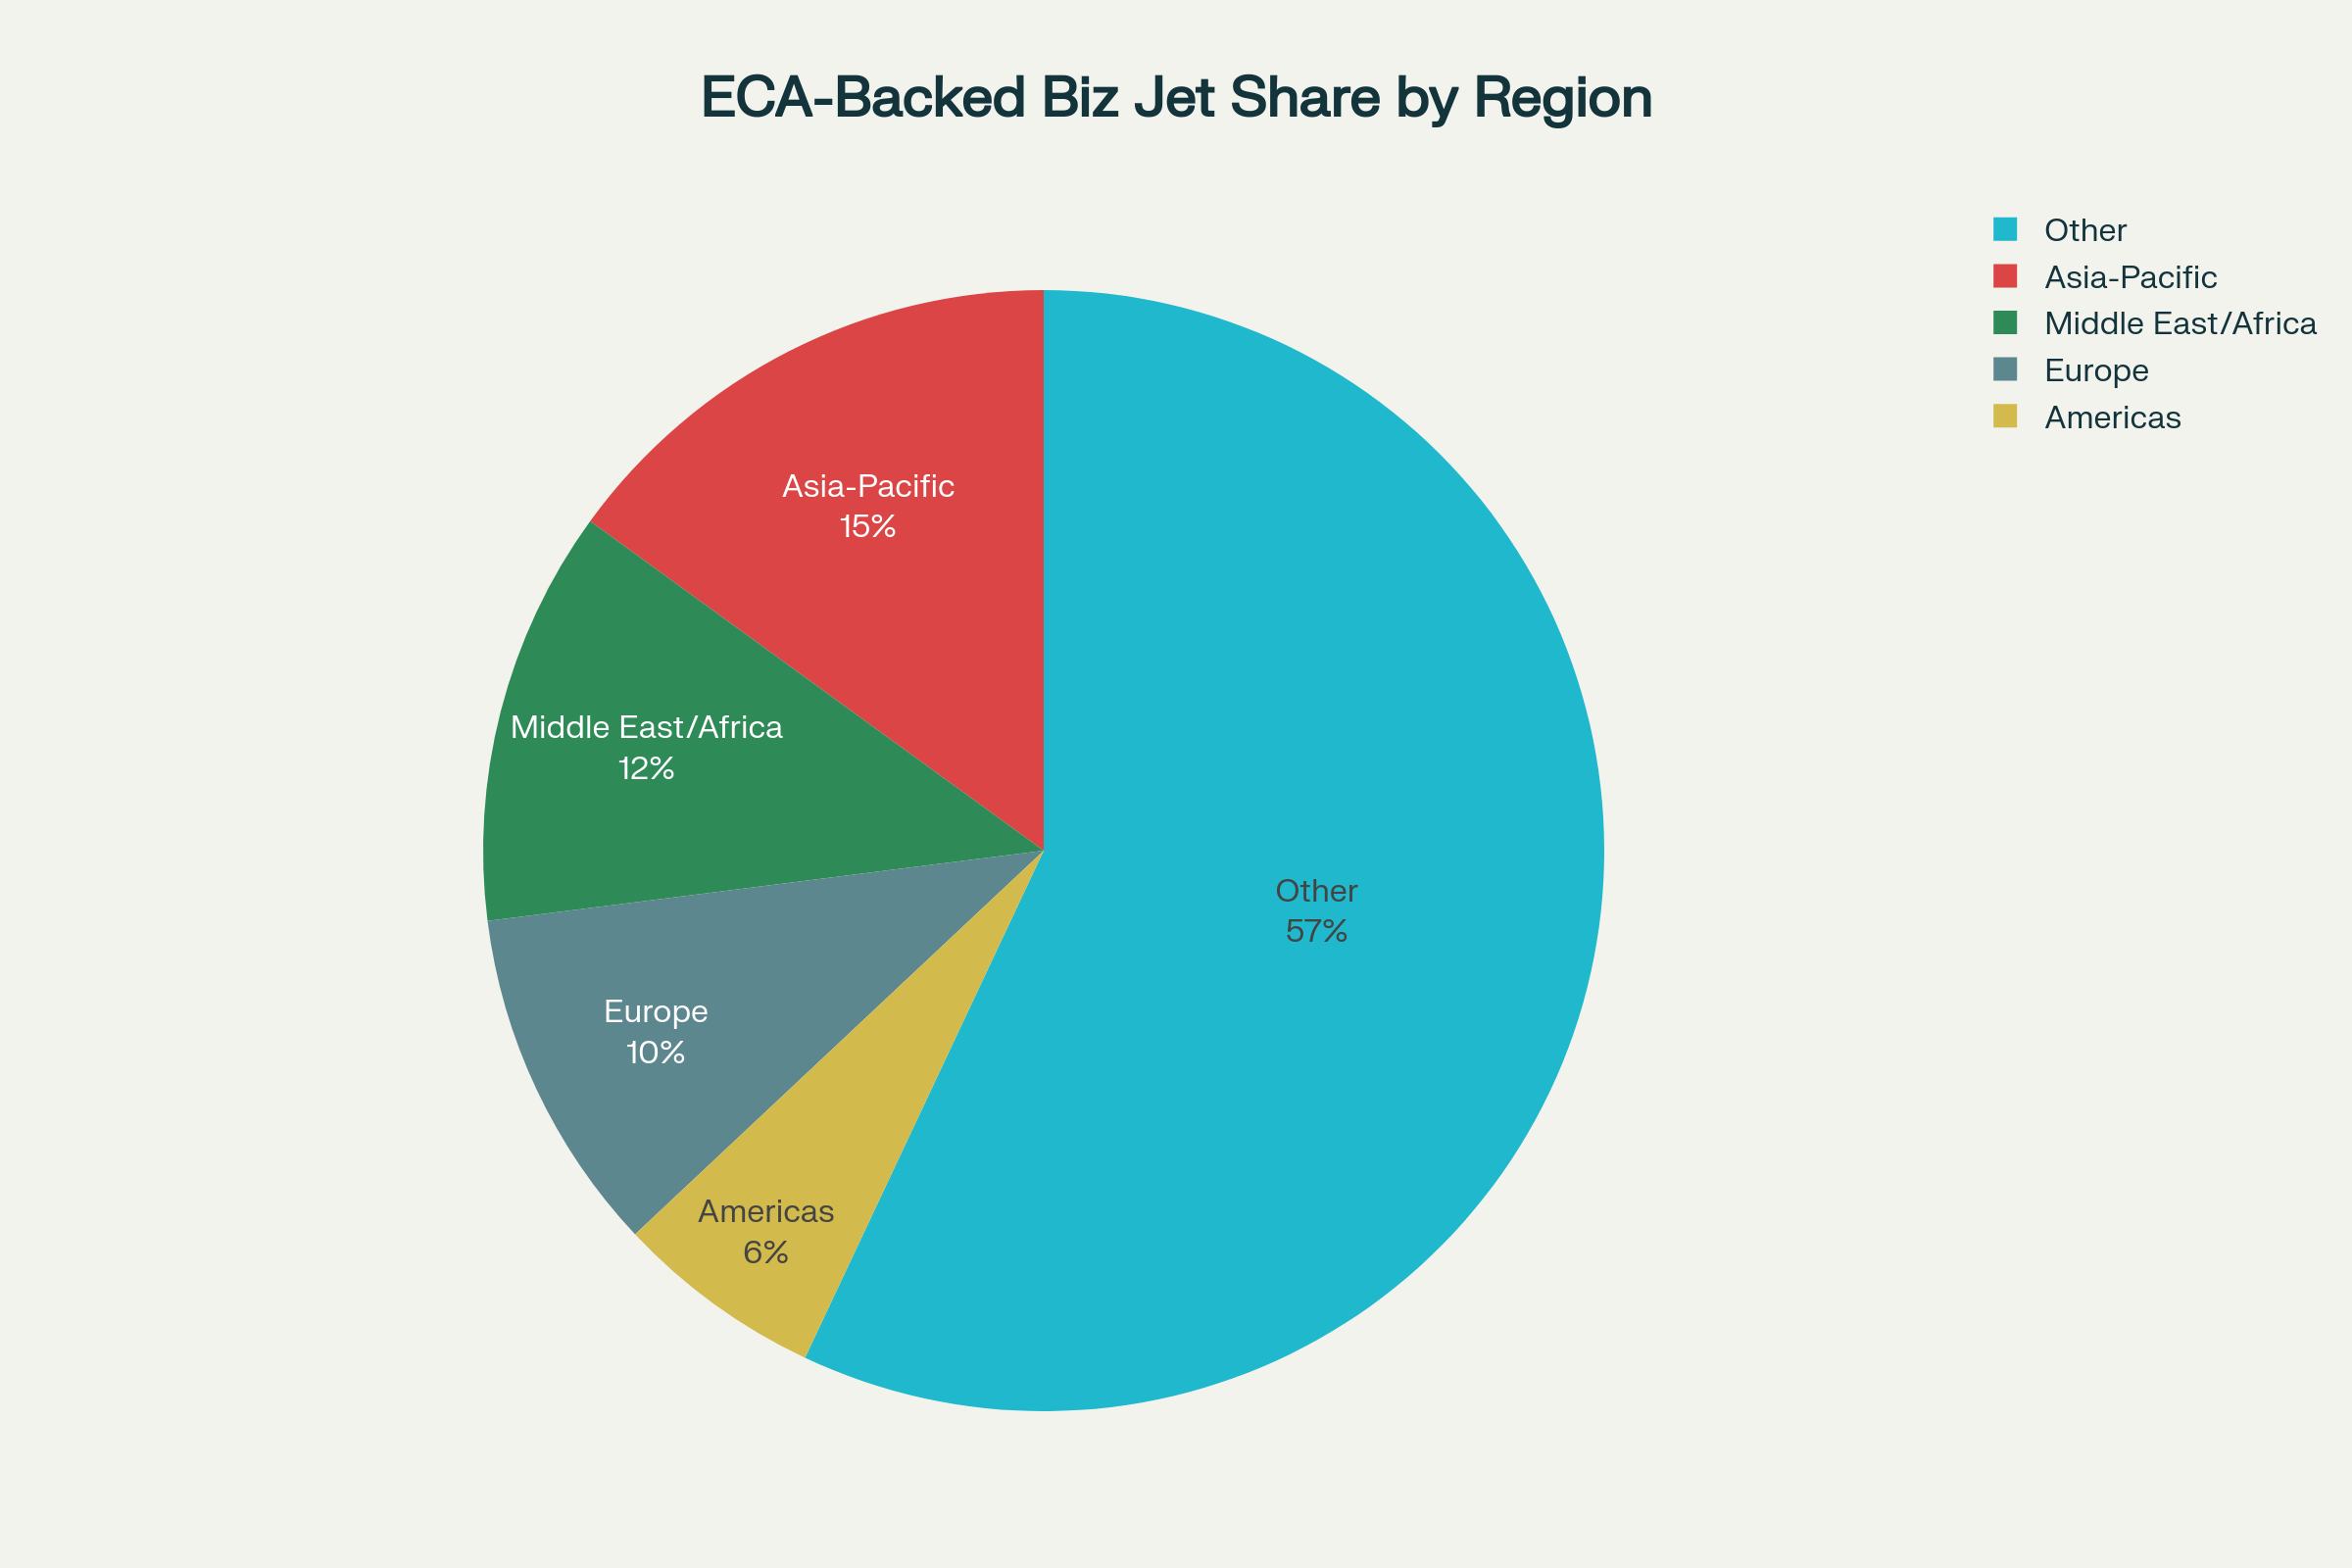 ECA-Backed Biz Jet Share by Region
Other
Asia-Pacific
Middle East/Africa
Europe
Americas
Asia-Pacific
15%
Middle East/Africa
12%
Other
57%
Europe
10%
Americas
6%